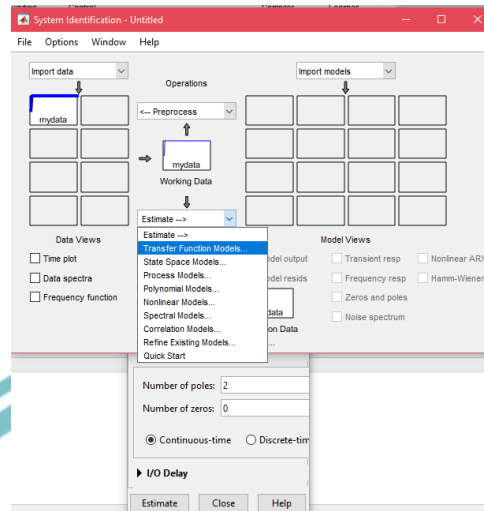 System Identification - Untitled
File Options Window Help
Import data
Operations
Import models
mydata
<-- Preprocess
mydata
Working Data
Estimate -->
Estimate -->
Transfer Function Models...
State Space Models...
Process Models...
Polynomial Models...
Nonlinear Models...
Spectral Models...
Correlation Models...
Refine Existing Models...
Quick Start
Data Views
Time plot
Data spectra
Frequency function
Model Views
del output
Transient resp
Nonlinear ARX
del resids
Frequency resp
Hamm-Wiener
Zeros and poles
data
Noise spectrum
on Data
Number of poles: 2
Number of zeros: 0
Continuous-time Discrete-tim
I/O Delay
Estimate Close Help